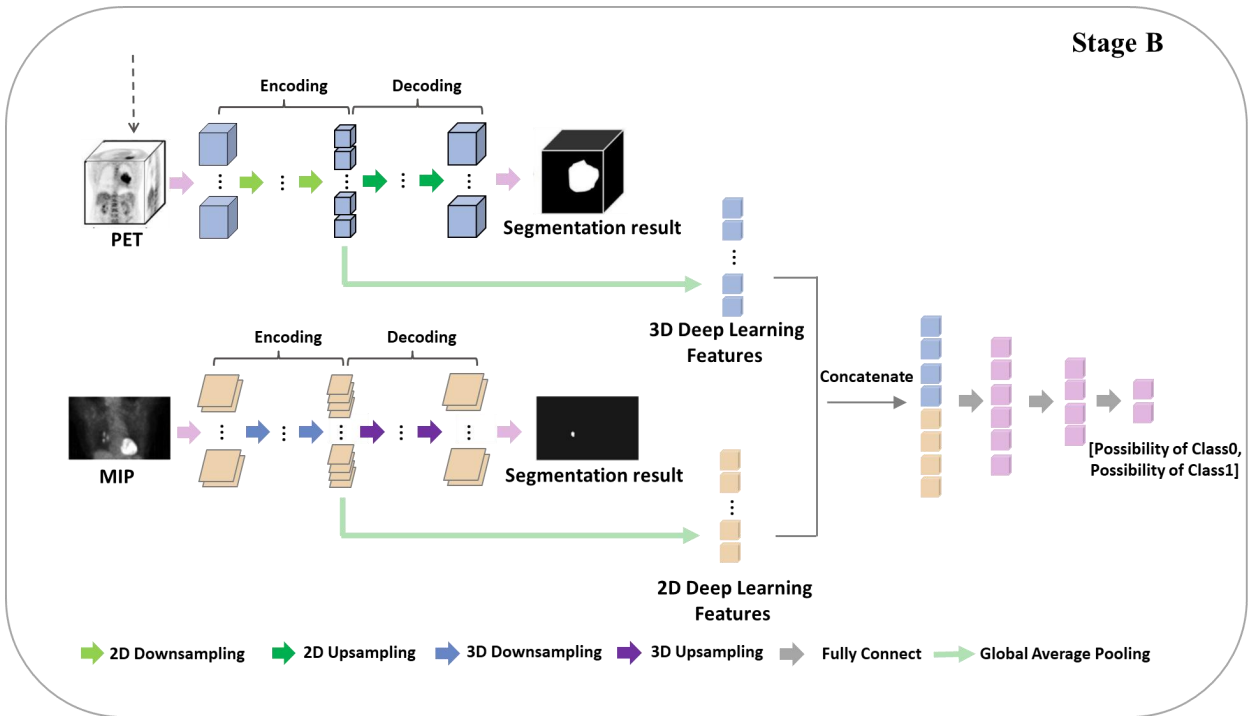 Stage B
Encoding
Decoding
PET
Segmentation result
3D Deep Learning
Features
Encoding
Decoding
MIP
Segmentation result
2D Deep Learning
Features
Concatenate
[Possibility of Class0,
Possibility of Class1]
2D Downsampling
2D Upsampling
3D Downsampling
3D Upsampling
Fully Connect
Global Average Pooling